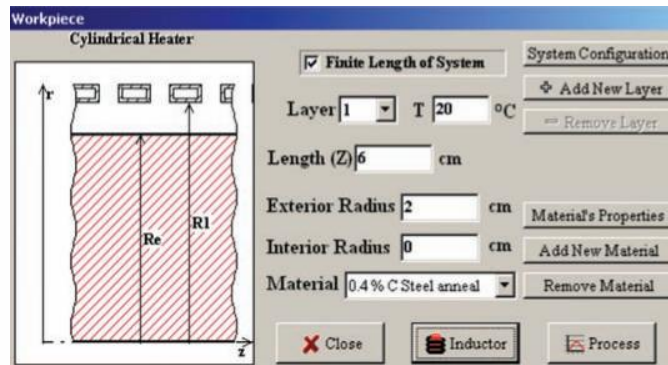 Workpiece
Cylindrical Heater
r
Re
R1
z
Finite Length of System
Layer 1 T 20 °C
Length (Z) 6 cm
Exterior Radius 2 cm
Interior Radius 0 cm
Material 0.4 % C Steel anneal
System Configuration
Add New Layer
Remove Layer
Material's Properties
Add New Material
Remove Material
Close
Inductor
Process